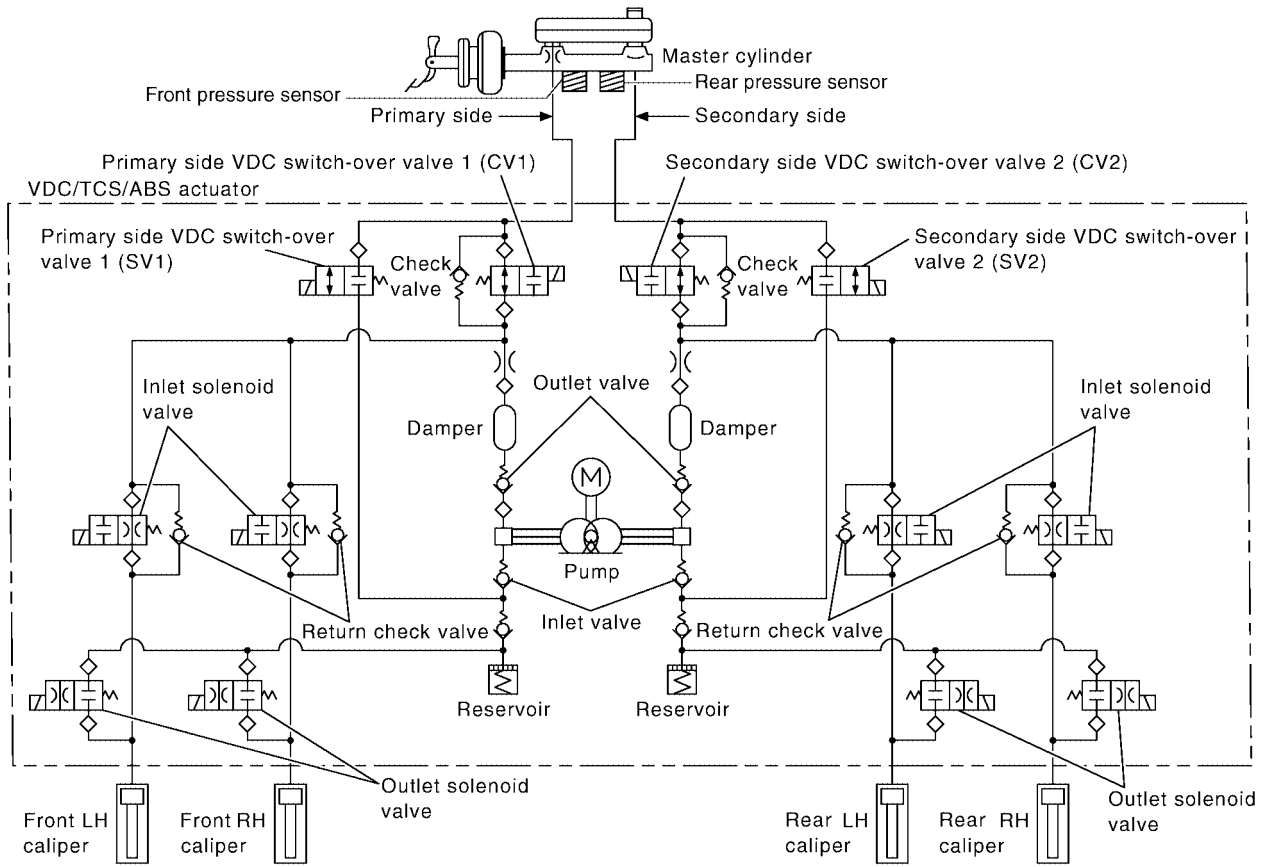 Master cylinder
Front pressure sensor
Rear pressure sensor
Primary side
Secondary side
Primary side VDC switch-over valve 1 (CV1)
Secondary side VDC switch-over valve 2 (CV2)
VDC/TCS/ABS actuator
Primary side VDC switch-over
valve 1 (SV1)
Check
valve
Check
valve
Secondary side VDC switch-over
valve 2 (SV2)
Inlet solenoid
valve
Outlet valve
Inlet solenoid
valve
Damper
Damper
M
Pump
Return check valve
Inlet valve
Return check valve
Reservoir
Reservoir
Outlet solenoid
valve
Outlet solenoid
valve
Front LH
caliper
Front RH
caliper
Rear LH
caliper
Rear RH
caliper